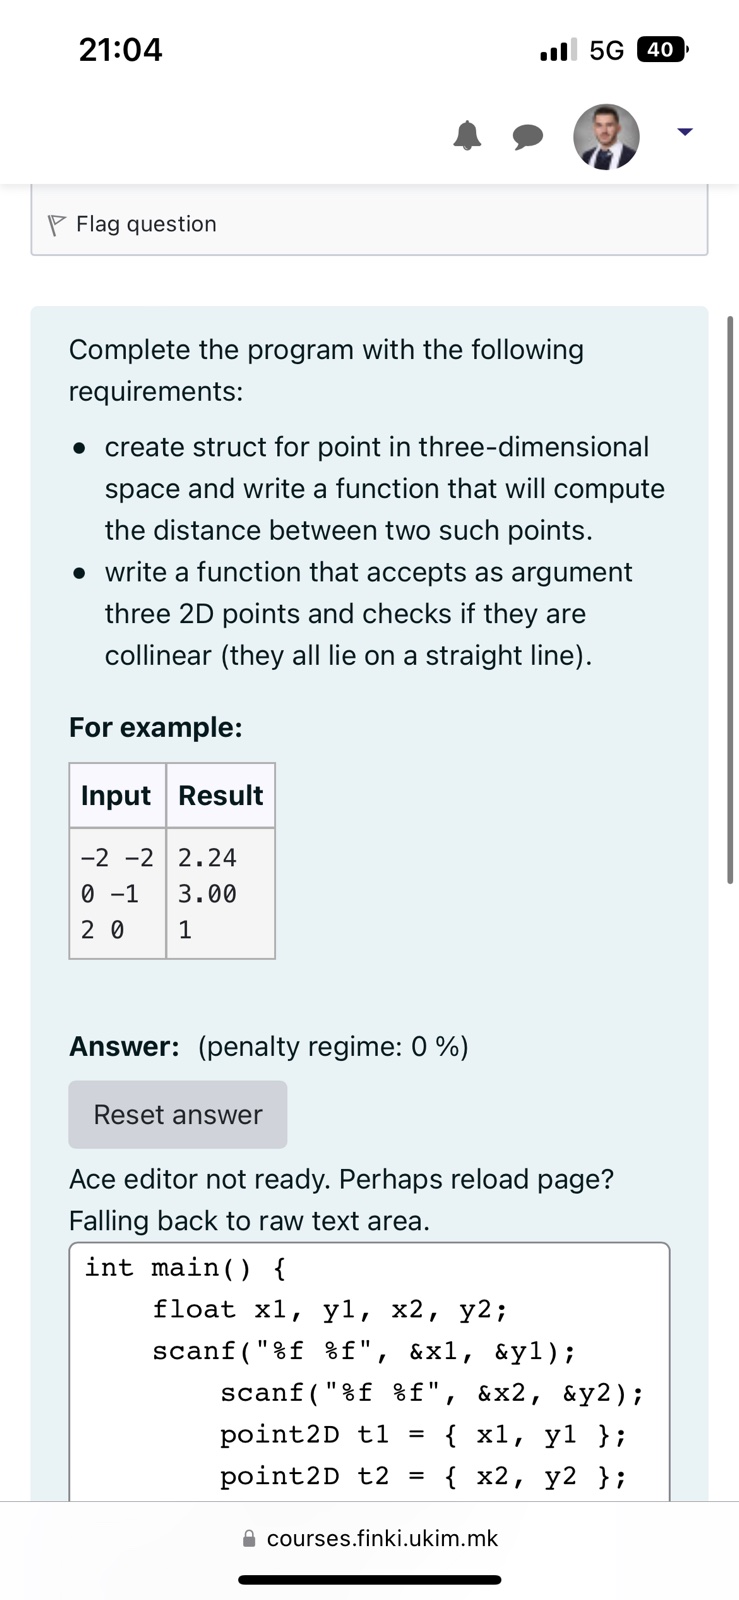 21:04
5G 40
Flag question
Complete the program with the following
requirements:
• create struct for point in three-dimensional
space and write a function that will compute
the distance between two such points.
• write a function that accepts as argument
three 2D points and checks if they are
collinear (they all lie on a straight line).
For example:
Input Result
-2 -2 2.24
0 -1 3.00
2 0 1
Answer: (penalty regime: 0 %)
Reset answer
Ace editor not ready. Perhaps reload page?
Falling back to raw text area.
int main() {
float x1, y1, x2, y2;
scanf("%f %f", &x1, &y1);
scanf("%f %f", &x2, &y2);
point2D t1 = { x1, y1 };
point2D t2 = { x2, y2 };
courses.finki.ukim.mk